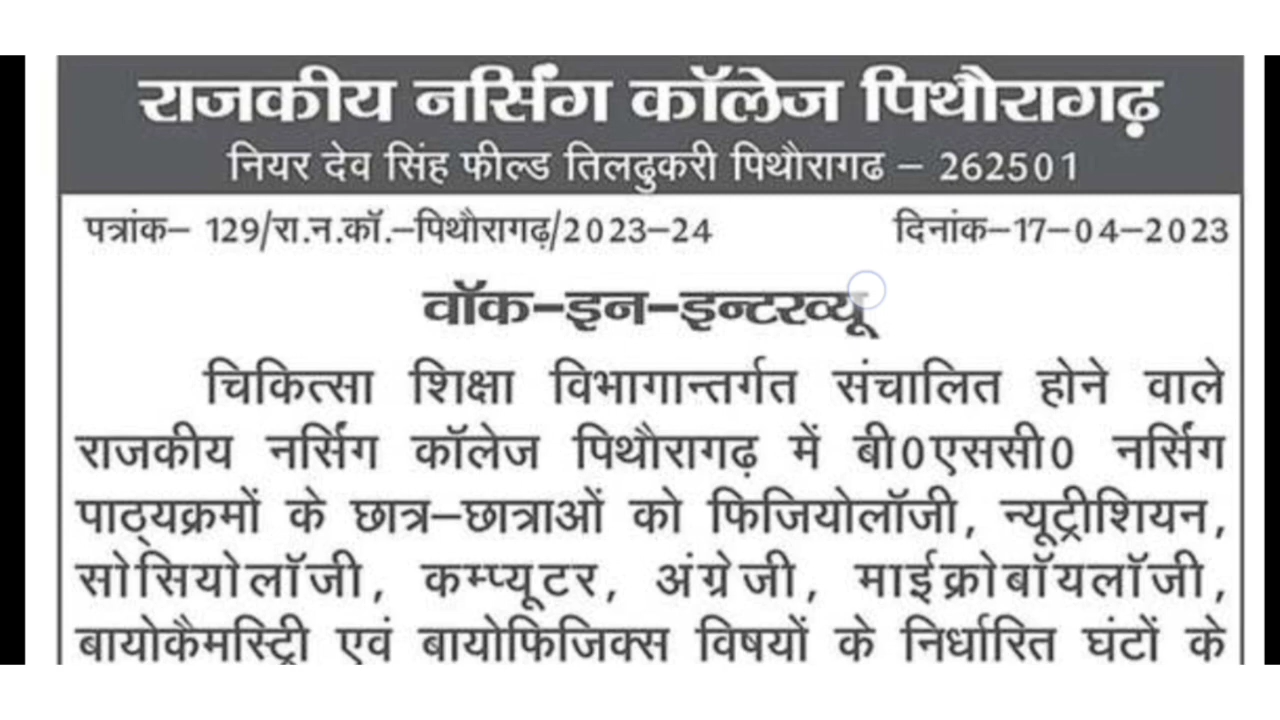 राजकीय नर्सिंग कॉलेज पिथौरागढ़
नियर देव सिंह फील्ड तिलढुकरी पिथौरागढ – 262501
पत्रांक– 129/रा.न.कॉ.–पिथौरागढ़/2023–24 दिनांक–17–04–2023
वॉक–इन–इन्टरव्यू
चिकित्सा शिक्षा विभागान्तर्गत संचालित होने वाले
राजकीय नर्सिंग कॉलेज पिथौरागढ़ में बी0एससी0 नर्सिंग
पाठ्यक्रमों के छात्र–छात्राओं को फिजियोलॉजी, न्यूट्रीशियन,
सोसियोलॉजी, कम्प्यूटर, अंग्रेजी, माईक्रोबॉयलॉजी,
बायोकैमस्ट्रिी एवं बायोफिजिक्स विषयों के निर्धारित घंटों के